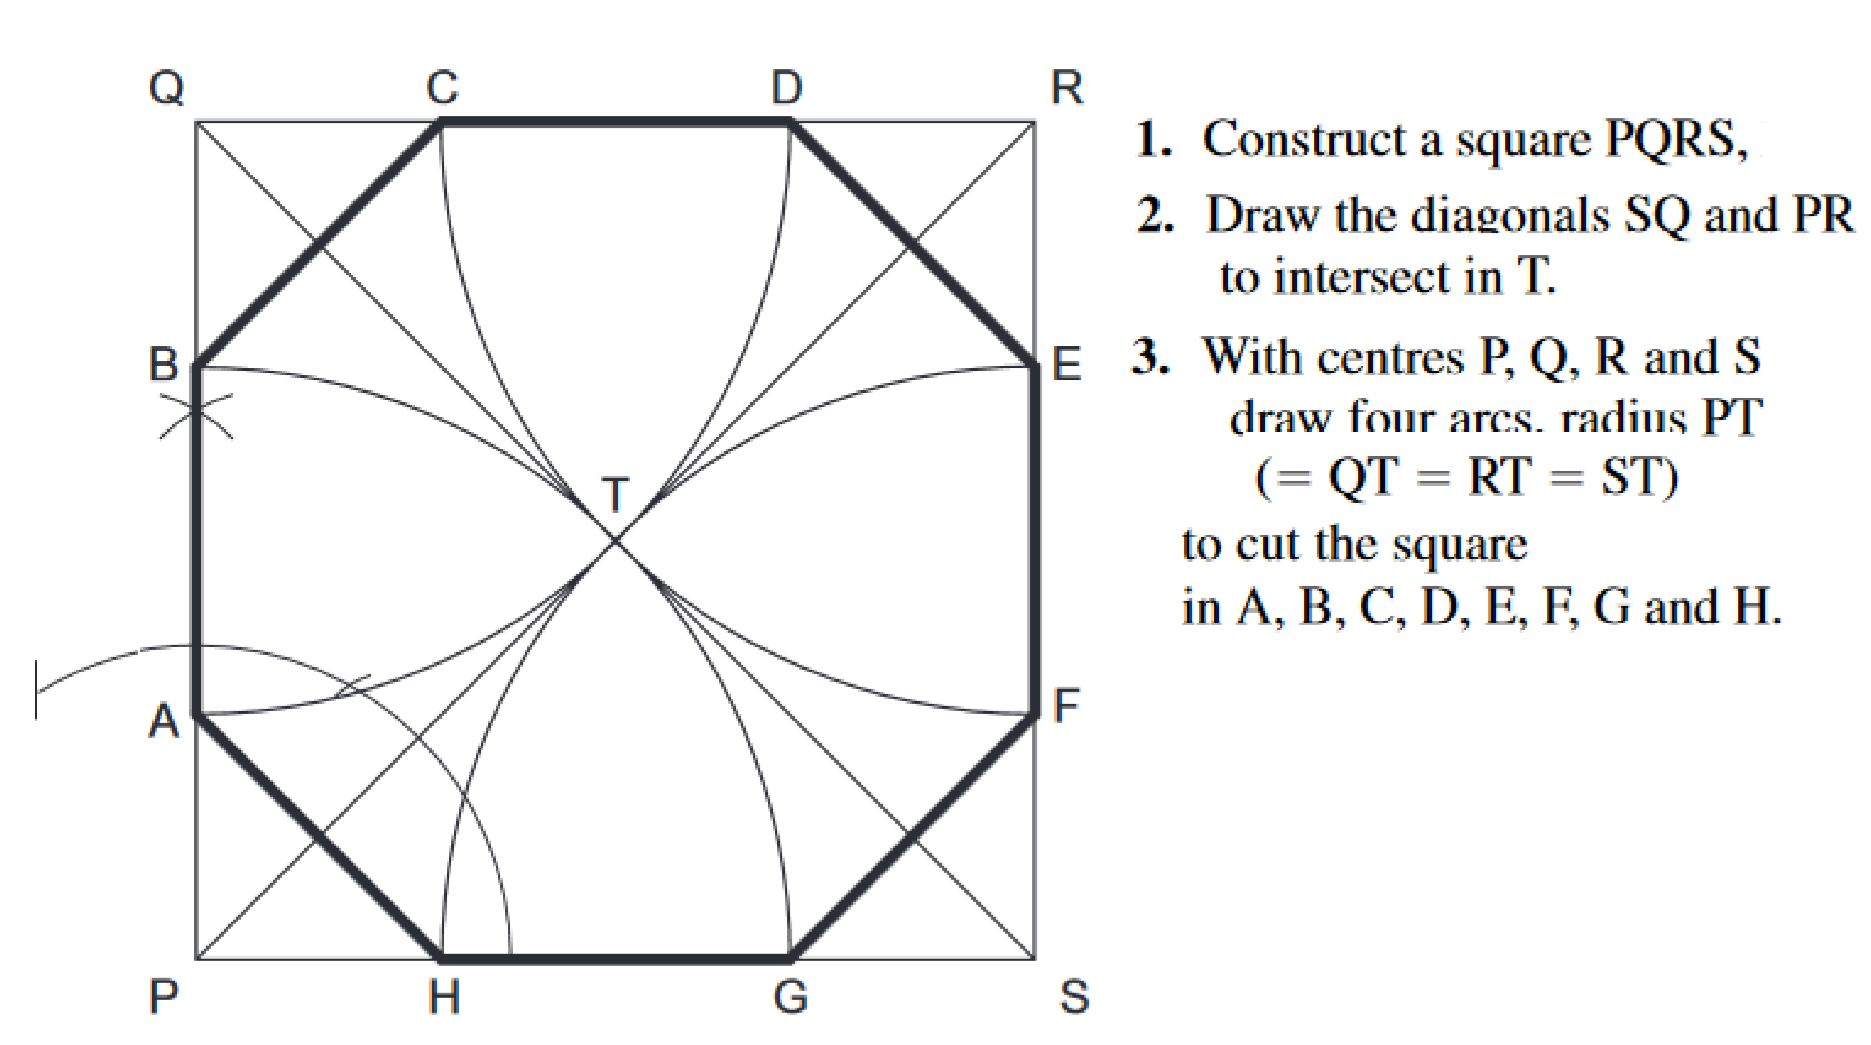 Q C D R
1. Construct a square PQRS,
2. Draw the diagonals SQ and PR
to intersect in T.
B E
3. With centres P, Q, R and S
draw four arcs, radius PT
T
(= QT = RT = ST)
to cut the square
in A, B, C, D, E, F, G and H.
A F
P H G S